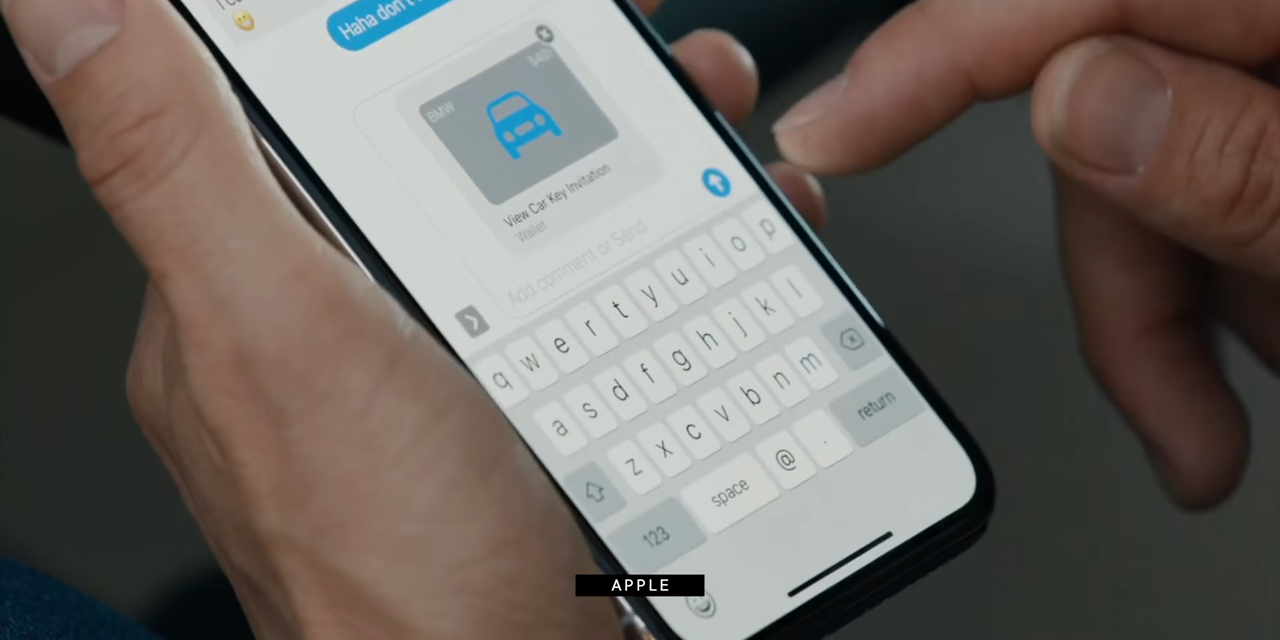 Haha don't
BMW
View Car Key Invitation
Wallet
Add comment or Send
q w e r t y u i o p
a s d f g h j k l
z x c v b n m
123 space @ . return
APPLE